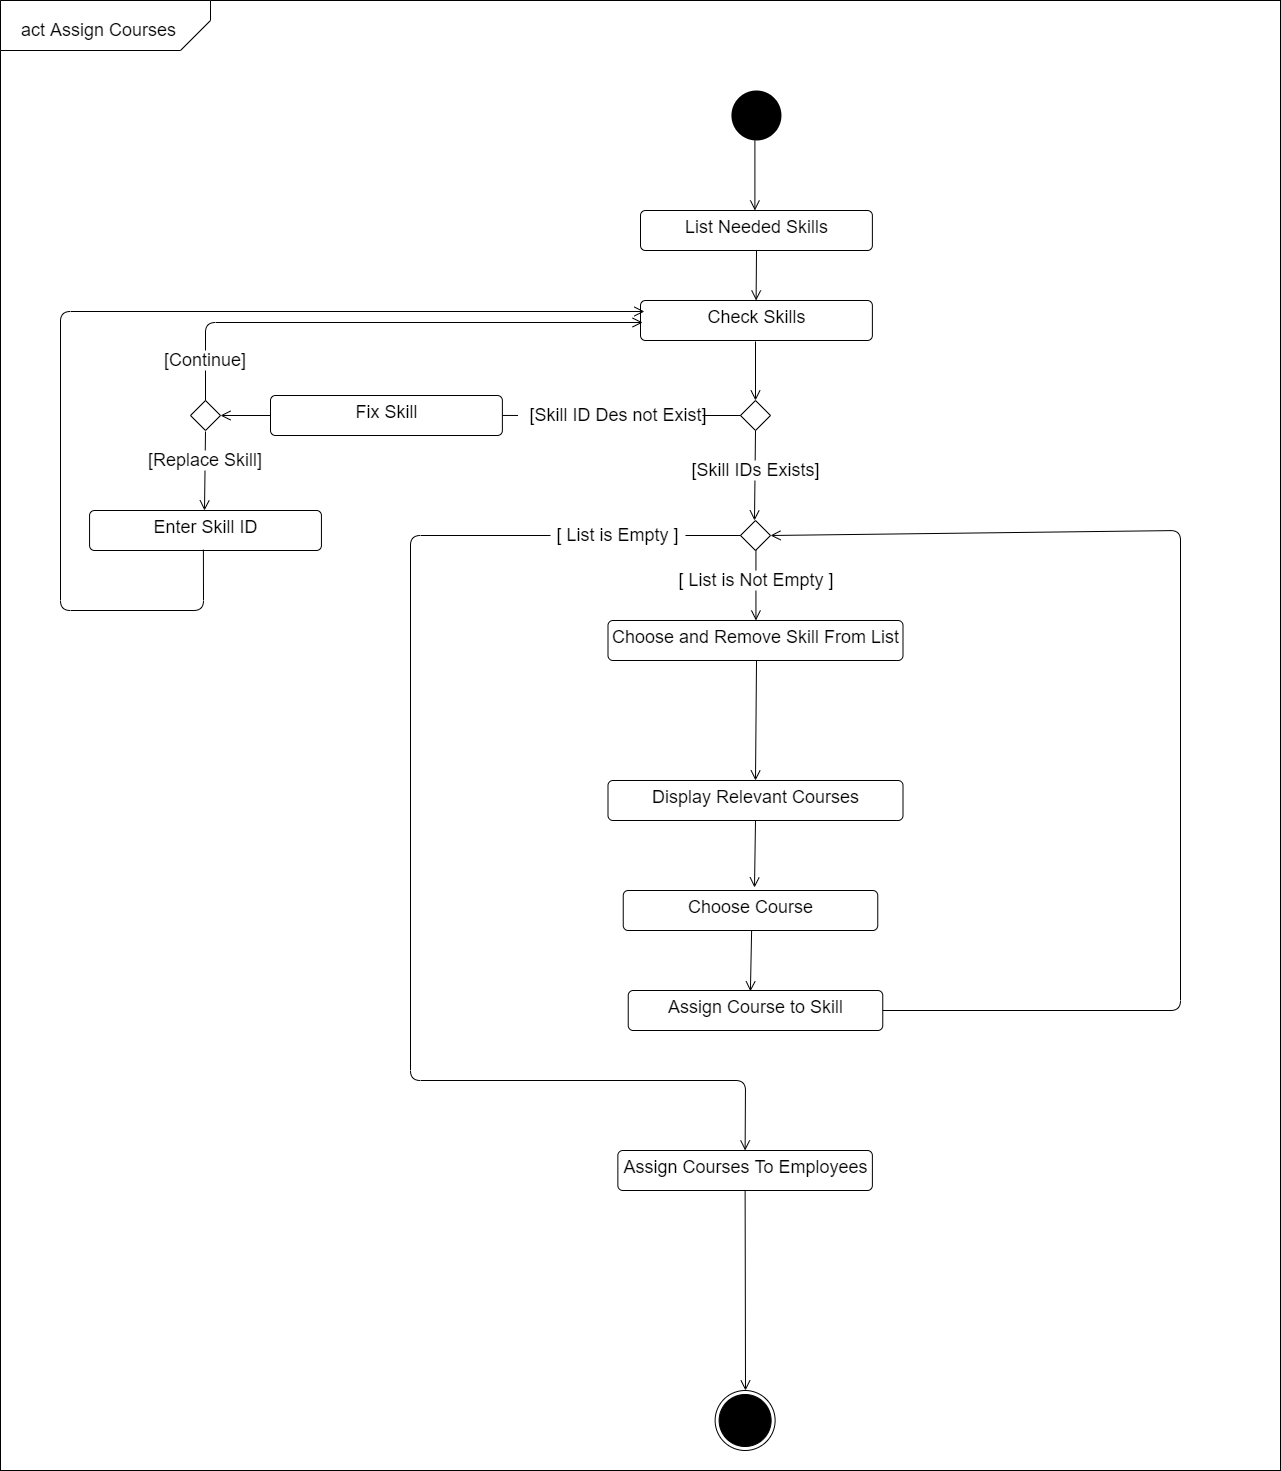 act Assign Courses
List Needed Skills
Check Skills
[Continue]
Fix Skill
[Skill ID Des not Exist]
[Replace Skill]
[Skill IDs Exists]
Enter Skill ID
[ List is Empty ]
[ List is Not Empty ]
Choose and Remove Skill From List
Display Relevant Courses
Choose Course
Assign Course to Skill
Assign Courses To Employees